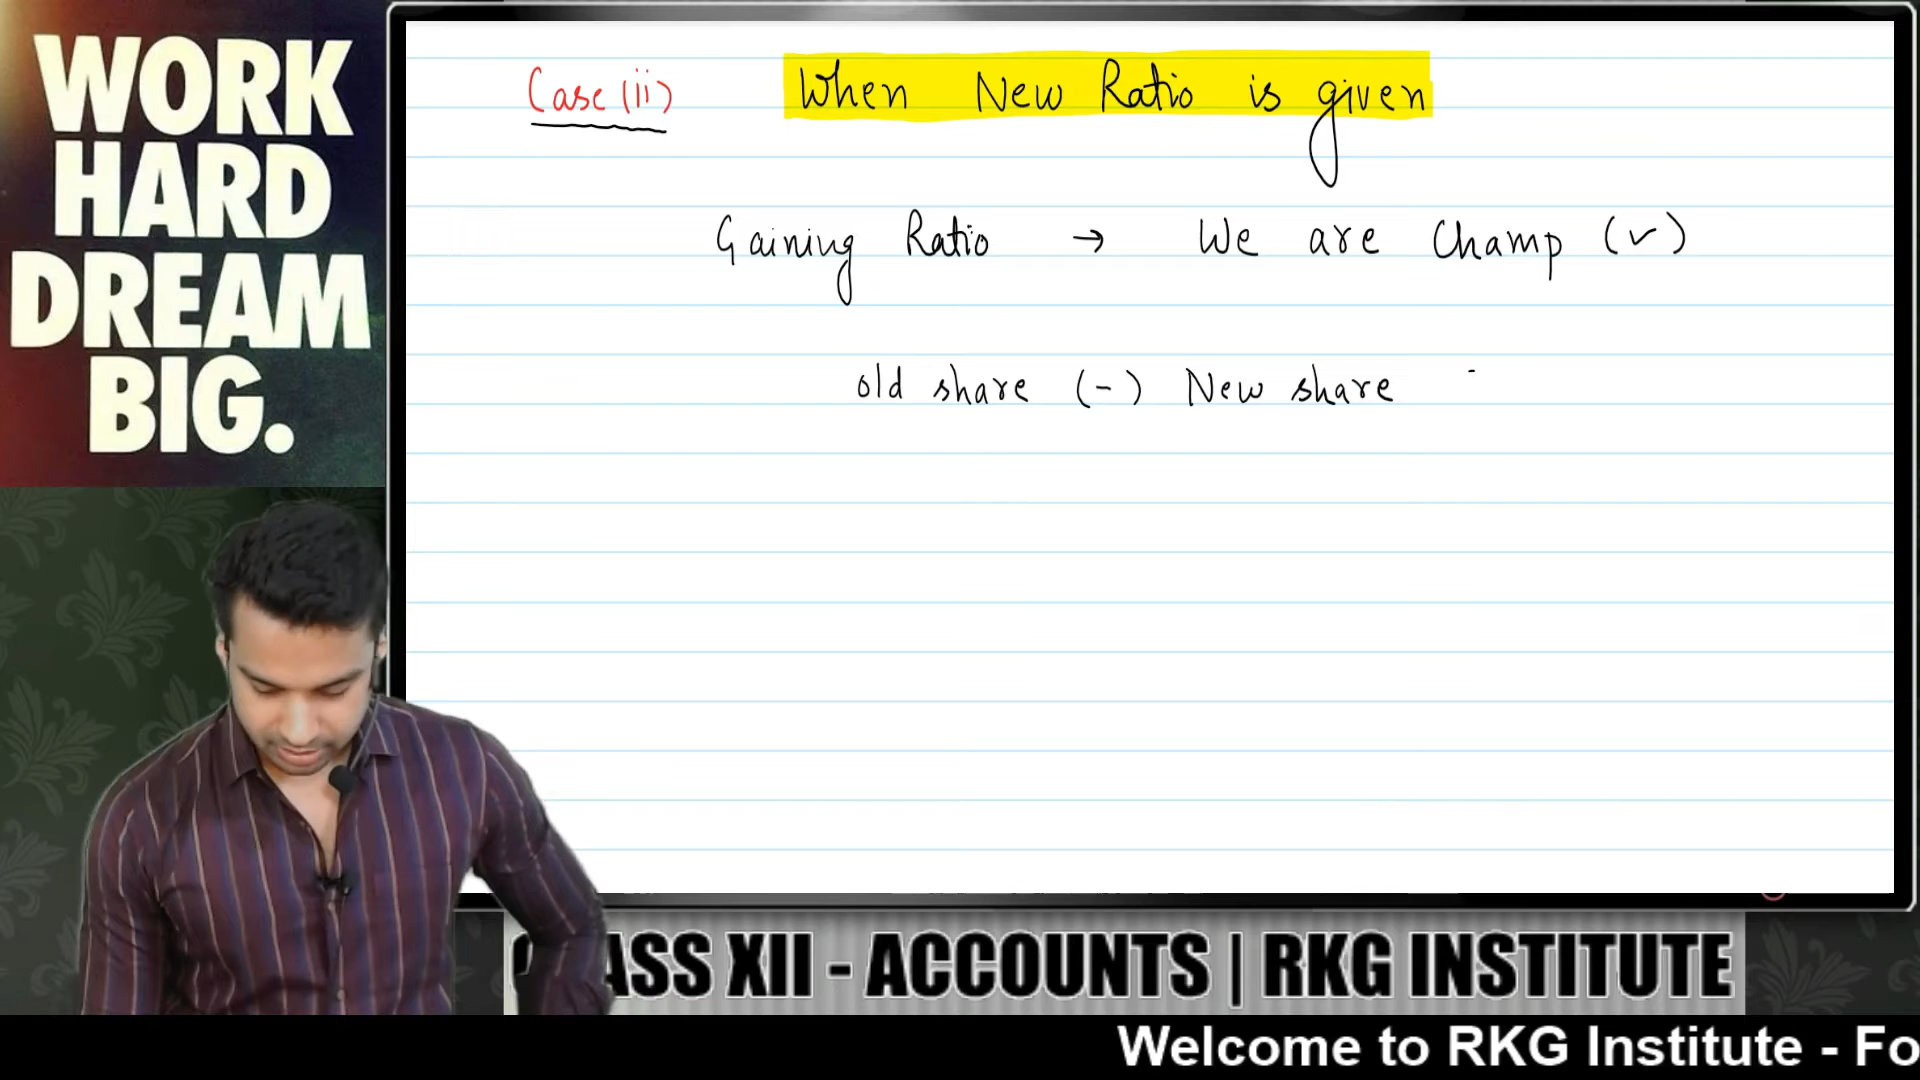 WORK
HARD
DREAM
BIG.
Case (ii) When New Ratio is given
Gaining Ratio → We are Champ (✓)
old share (-) New share
ASS XII - ACCOUNTS | RKG INSTITUTE
Welcome to RKG Institute - Fo